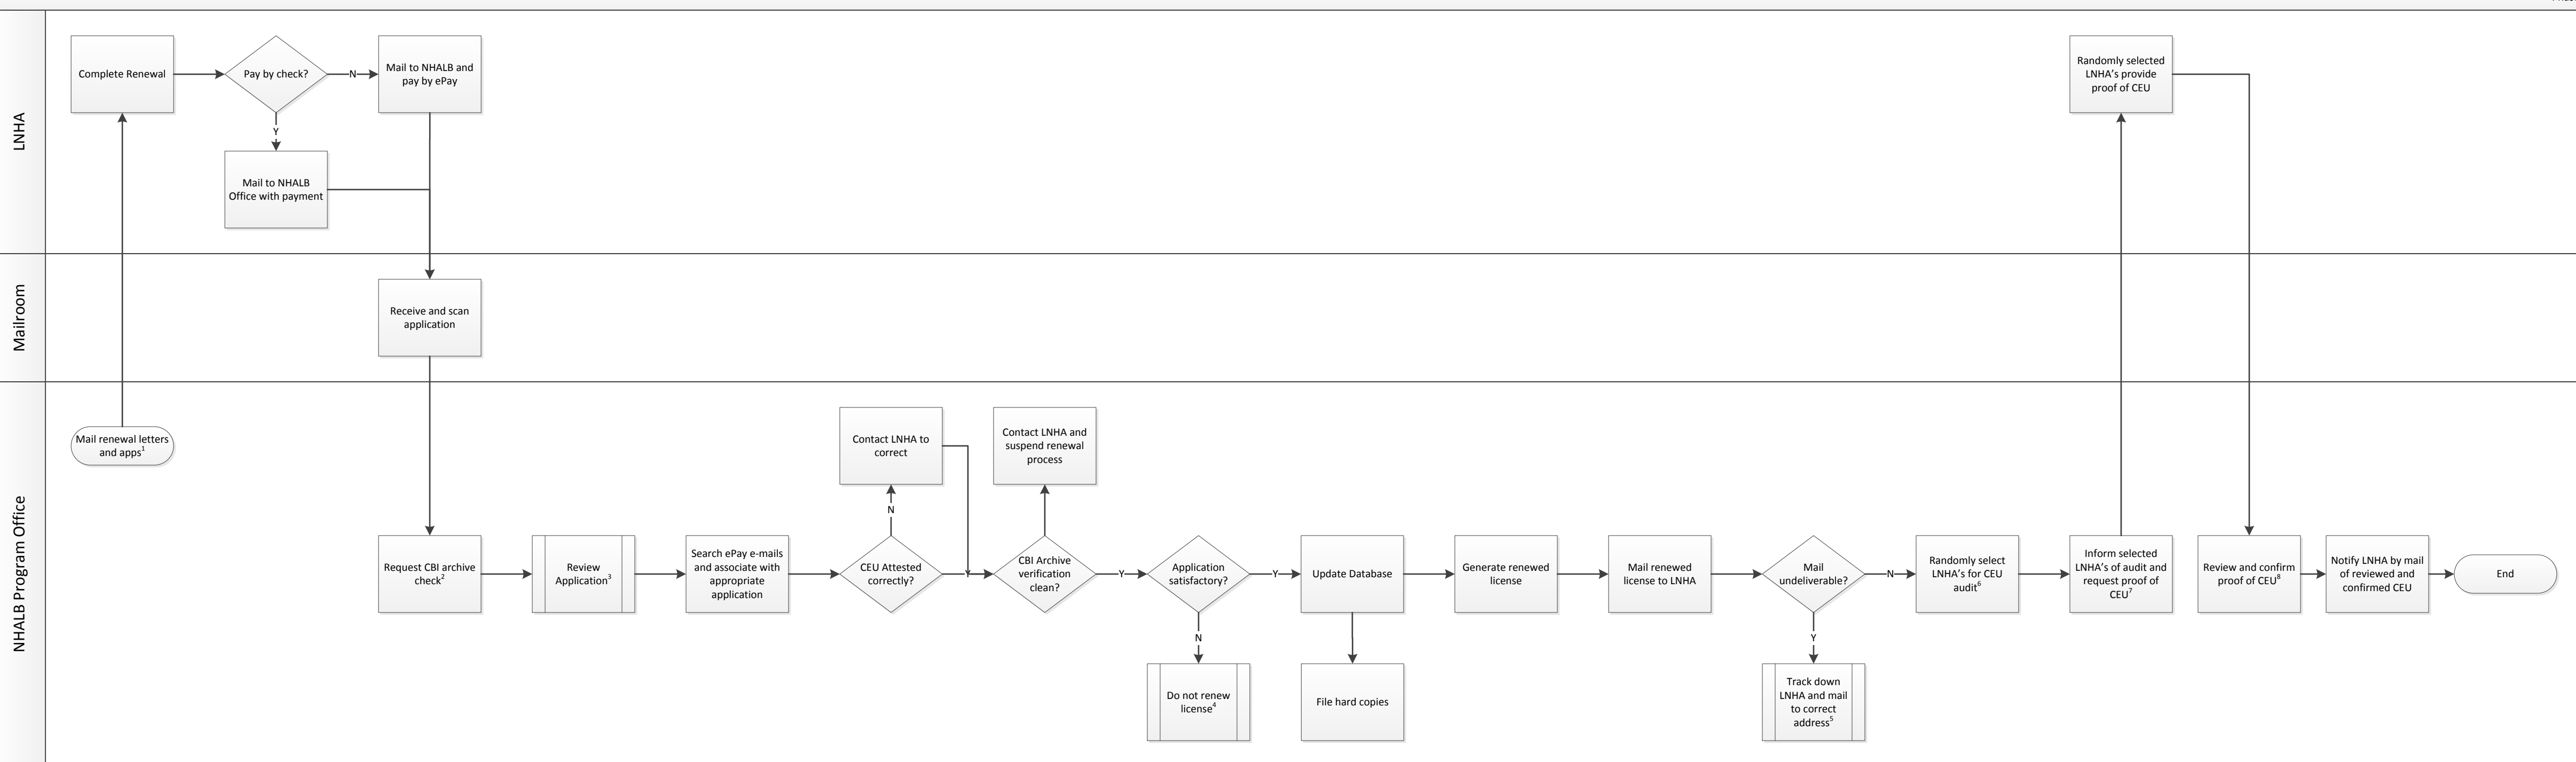 LNHA
Complete Renewal
Pay by check?
N
Mail to NHALB and
pay by ePay
Y
Mail to NHALB
Office with payment
Randomly selected
LNHA's provide
proof of CEU
Mailroom
Receive and scan
application
NHALB Program Office
Mail renewal letters
and apps1
Request CBI archive
check2
Review
Application3
Search ePay e-mails
and associate with
appropriate
application
CEU Attested
correctly?
N
Contact LNHA to
correct
Y
CBI Archive
verification
clean?
Contact LNHA and
suspend renewal
process
Y
Application
satisfactory?
N
Do not renew
license4
Y
Update Database
File hard copies
Generate renewed
license
Mail renewed
license to LNHA
Mail
undeliverable?
Y
Track down
LNHA and mail
to correct
address5
N
Randomly select
LNHA's for CEU
audit6
Inform selected
LNHA's of audit and
request proof of
CEU7
Review and confirm
proof of CEU8
Notify LNHA by mail
of reviewed and
confirmed CEU
End